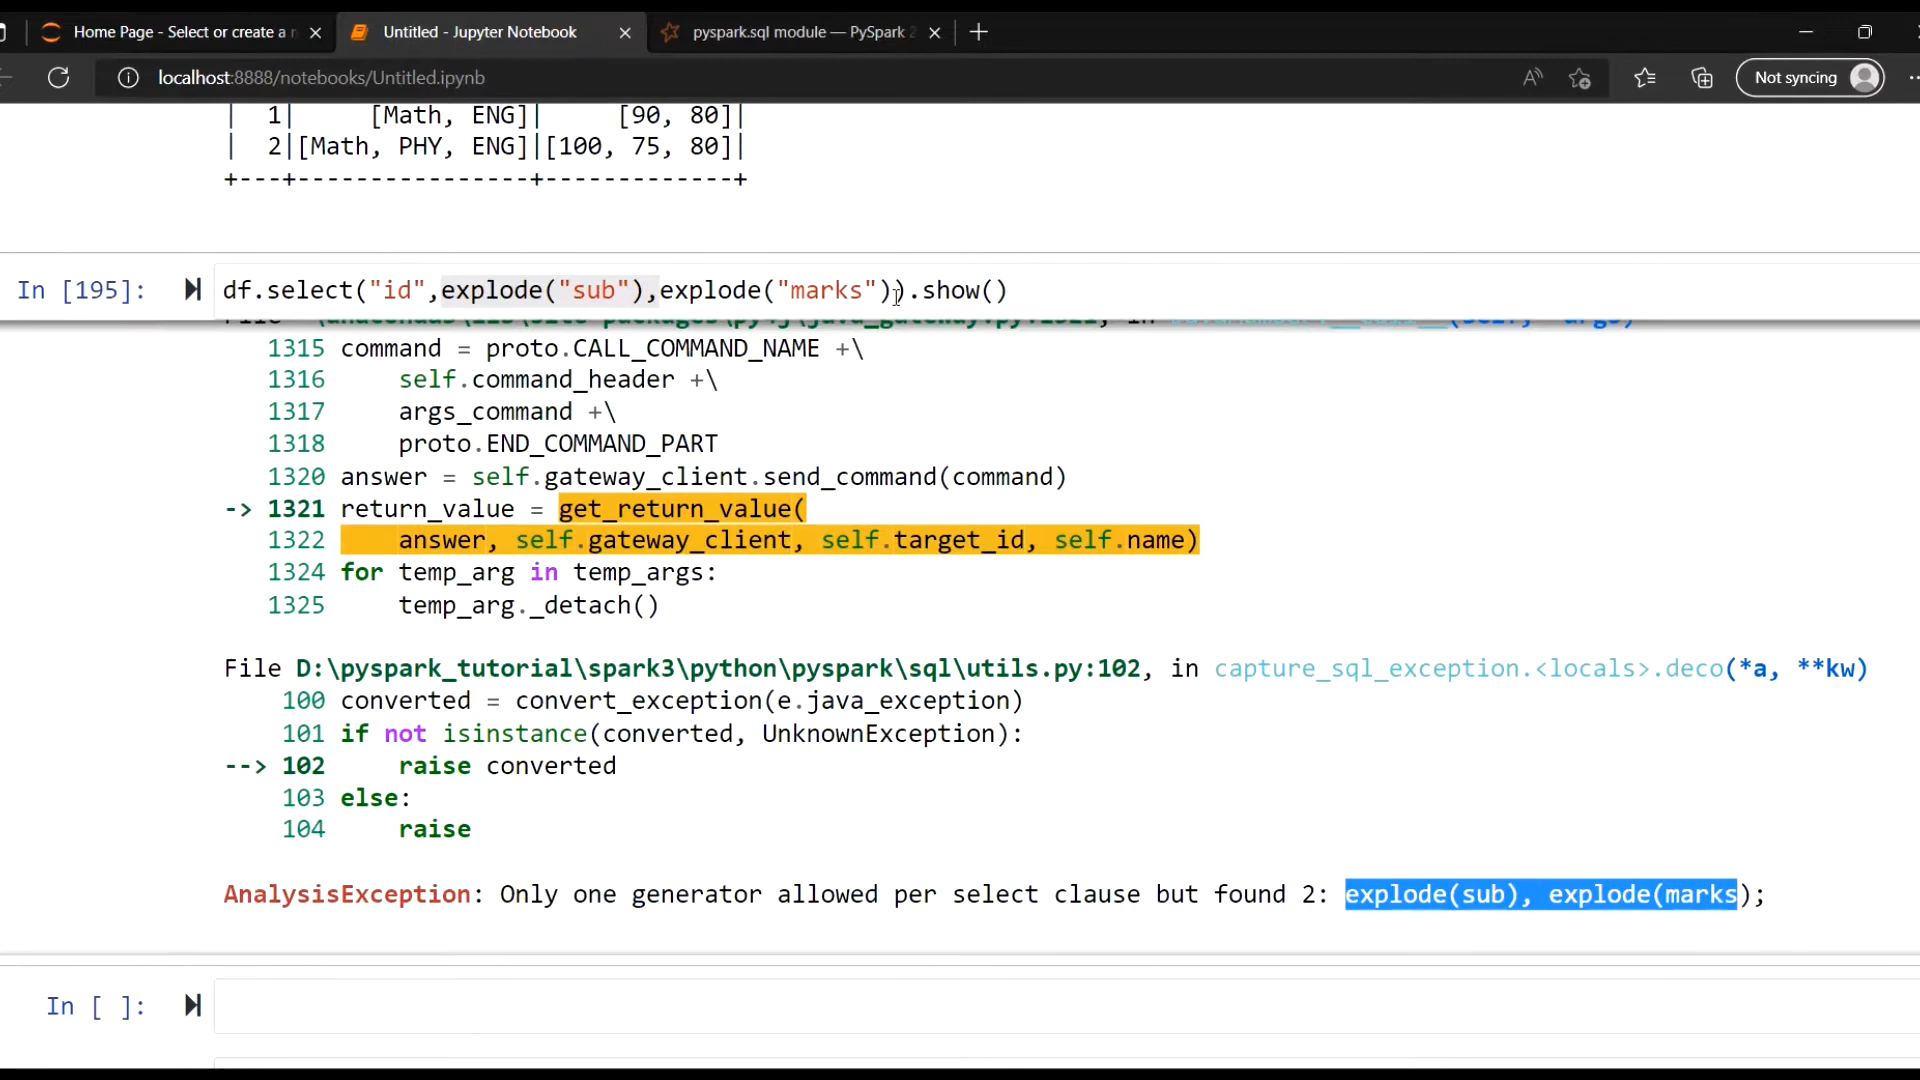 Home Page - Select or create a n
Untitled - Jupyter Notebook
pyspark.sql module — PySpark 2
localhost:8888/notebooks/Untitled.ipynb
Not syncing
| 1| [Math, ENG]| [90, 80]|
| 2|[Math, PHY, ENG]|[100, 75, 80]|
+---+----------------+-------------+
In [195]: df.select("id",explode("sub"),explode("marks")).show()
1315 command = proto.CALL_COMMAND_NAME +\
1316 self.command_header +\
1317 args_command +\
1318 proto.END_COMMAND_PART
1320 answer = self.gateway_client.send_command(command)
-> 1321 return_value = get_return_value(
1322 answer, self.gateway_client, self.target_id, self.name)
1324 for temp_arg in temp_args:
1325 temp_arg._detach()
File D:\pyspark_tutorial\spark3\python\pyspark\sql\utils.py:102, in capture_sql_exception.<locals>.deco(*a, **kw)
100 converted = convert_exception(e.java_exception)
101 if not isinstance(converted, UnknownException):
--> 102 raise converted
103 else:
104 raise
AnalysisException: Only one generator allowed per select clause but found 2: explode(sub), explode(marks);
In [ ]: